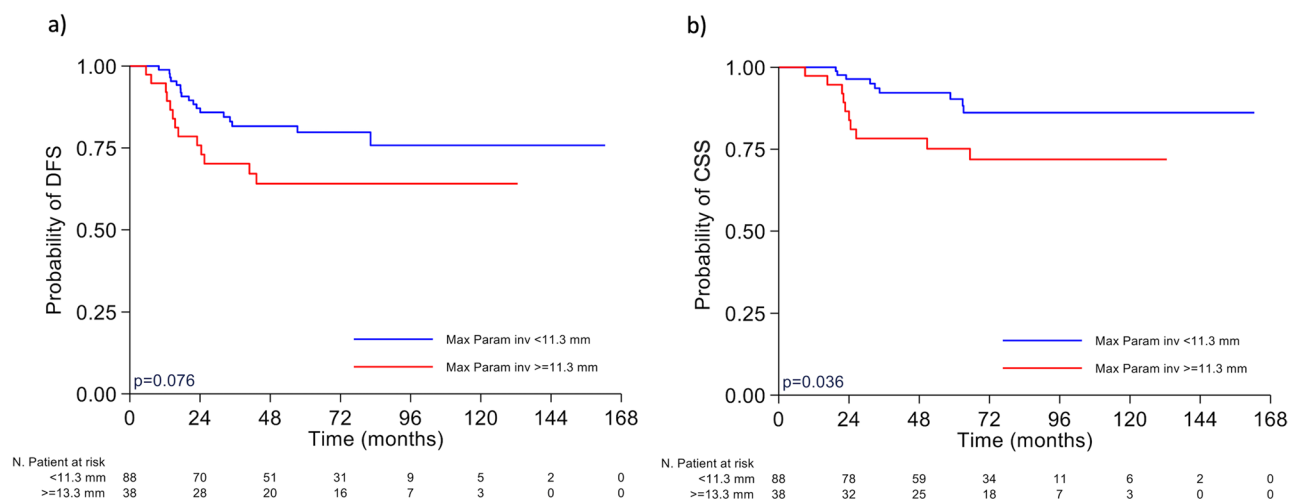 a)
1.00
0.75
0.50
0.25
0.00
Probability of DFS
Max Param inv <11.3 mm
Max Param inv >=11.3 mm
p=0.076
0 24 48 72 96 120 144 168
Time (months)
N. Patient at risk
<11.3 mm 88 70 51 31 9 5 2 0
>=13.3 mm 38 28 20 16 7 3 0 0
b)
1.00
0.75
0.50
0.25
0.00
Probability of CSS
Max Param inv <11.3 mm
Max Param inv >=11.3 mm
p=0.036
0 24 48 72 96 120 144 168
Time (months)
N. Patient at risk
<11.3 mm 88 78 59 34 11 6 2 0
>=13.3 mm 38 32 25 18 7 3 0 0